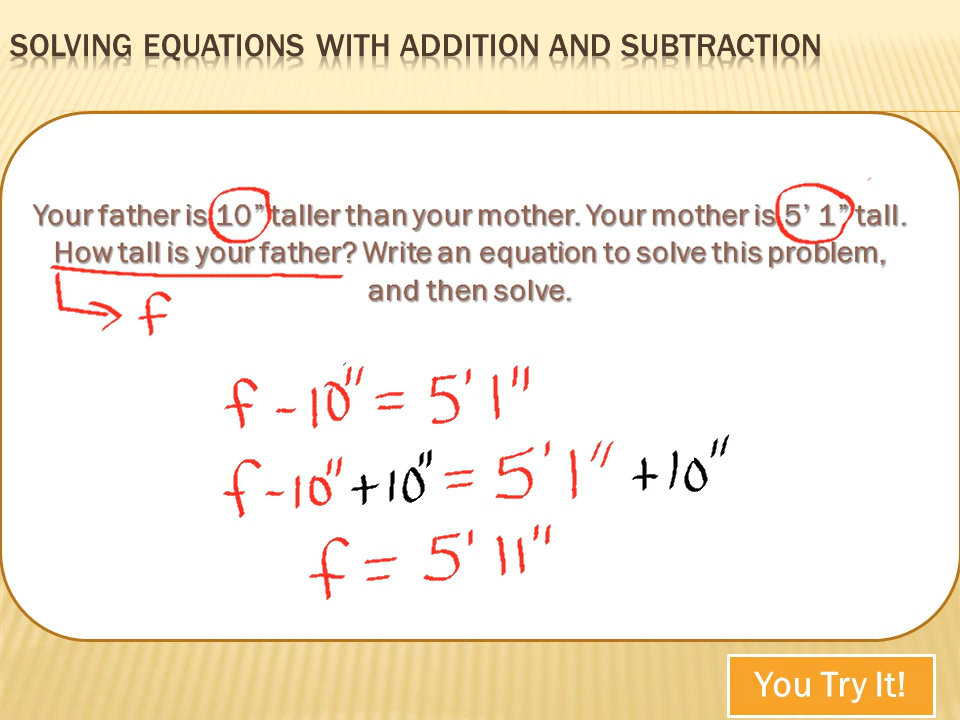 SOLVING EQUATIONS WITH ADDITION AND SUBTRACTION
Your father is 10” taller than your mother. Your mother is 5’ 1” tall.
How tall is your father? Write an equation to solve this problem,
and then solve.
f
f - 10" = 5' 1"
f - 10" + 10" = 5' 1" + 10"
f = 5' 11"
You Try It!